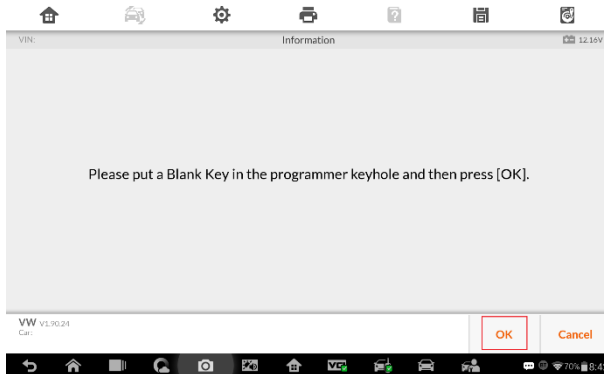 VIN:
Information
12.16V
Please put a Blank Key in the programmer keyhole and then press [OK].
VW V1.90.24
Car:
OK
Cancel
VCI
70%